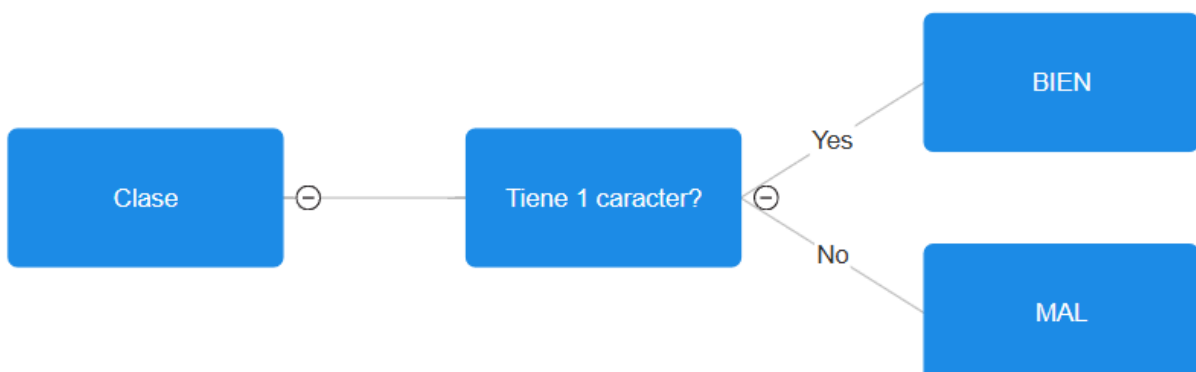 Clase
Tiene 1 caracter?
Yes
BIEN
No
MAL